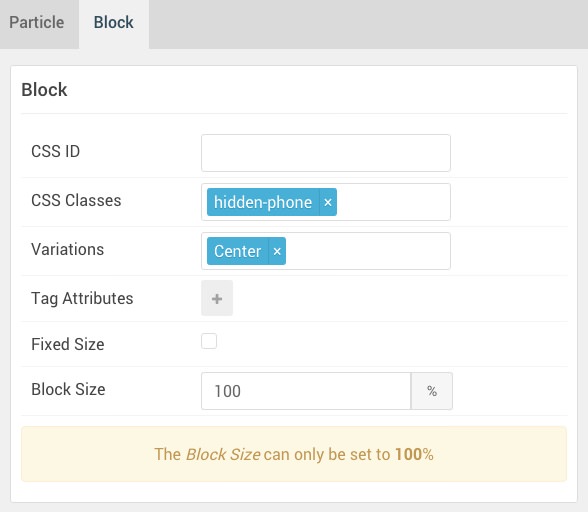 Particle Block
Block
CSS ID
CSS Classes hidden-phone ×
Variations Center ×
Tag Attributes +
Fixed Size
Block Size 100 %
The Block Size can only be set to 100%